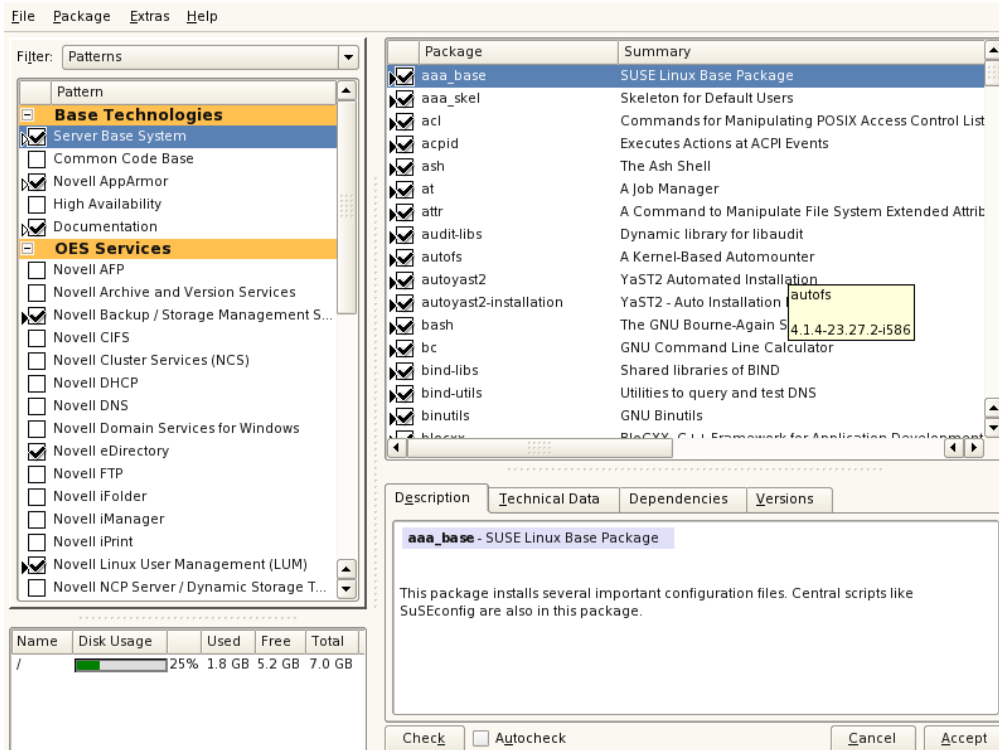 File Package Extras Help
Filter: Patterns
Pattern
Base Technologies
Server Base System
Common Code Base
Novell AppArmor
High Availability
Documentation
OES Services
Novell AFP
Novell Archive and Version Services
Novell Backup / Storage Management S...
Novell CIFS
Novell Cluster Services (NCS)
Novell DHCP
Novell DNS
Novell Domain Services for Windows
Novell eDirectory
Novell FTP
Novell iFolder
Novell iManager
Novell iPrint
Novell Linux User Management (LUM)
Novell NCP Server / Dynamic Storage T...
Name Disk Usage Used Free Total
/ 25% 1.8 GB 5.2 GB 7.0 GB
Package Summary
aaa_base SUSE Linux Base Package
aaa_skel Skeleton for Default Users
acl Commands for Manipulating POSIX Access Control List
acpid Executes Actions at ACPI Events
ash The Ash Shell
at A Job Manager
attr A Command to Manipulate File System Extended Attrib
audit-libs Dynamic library for libaudit
autofs A Kernel-Based Automounter
autoyast2 YaST2 Automated Installation
autoyast2-installation YaST2 - Auto Installation
bash The GNU Bourne-Again S
bc GNU Command Line Calculator
bind-libs Shared libraries of BIND
bind-utils Utilities to query and test DNS
binutils GNU Binutils
blocxx BloCXX C++ Framework for Application Development
autofs
4.1.4-23.27.2-i586
Description Technical Data Dependencies Versions
aaa_base - SUSE Linux Base Package
This package installs several important configuration files. Central scripts like
SuSEconfig are also in this package.
Check Autocheck Cancel Accept